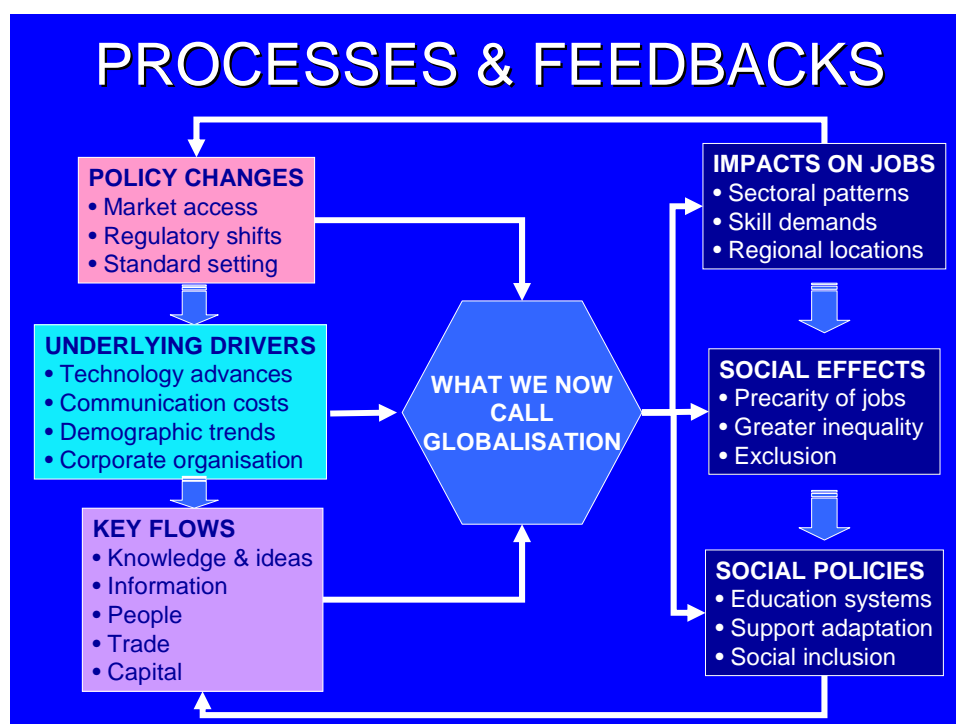 PROCESSES & FEEDBACKS
POLICY CHANGES
• Market access
• Regulatory shifts
• Standard setting
UNDERLYING DRIVERS
• Technology advances
• Communication costs
• Demographic trends
• Corporate organisation
KEY FLOWS
• Knowledge & ideas
• Information
• People
• Trade
• Capital
WHAT WE NOW
CALL
GLOBALISATION
IMPACTS ON JOBS
• Sectoral patterns
• Skill demands
• Regional locations
SOCIAL EFFECTS
• Precarity of jobs
• Greater inequality
• Exclusion
SOCIAL POLICIES
• Education systems
• Support adaptation
• Social inclusion